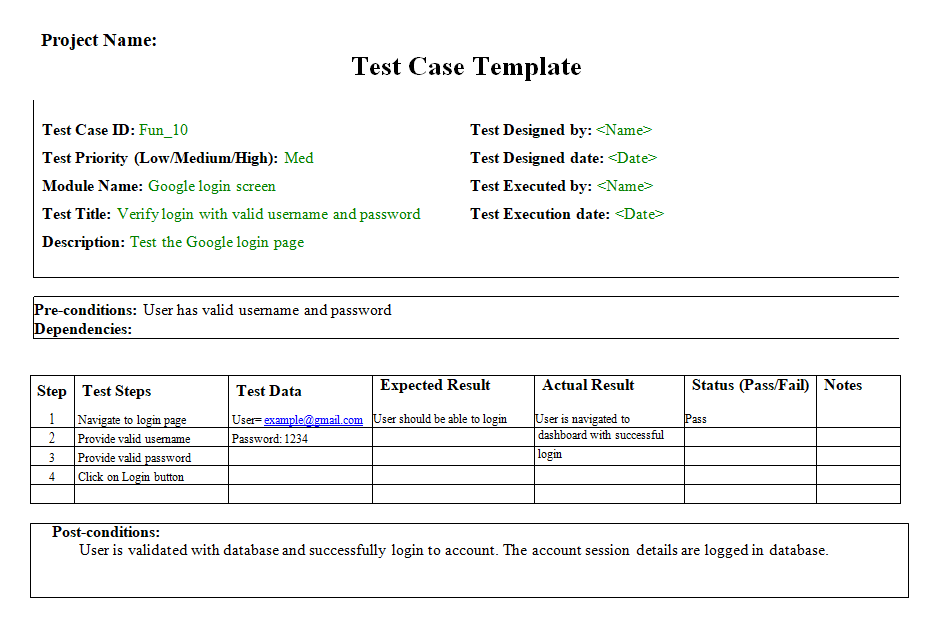 Project Name:
Test Case Template
Test Case ID: Fun_10
Test Designed by: <Name>
Test Priority (Low/Medium/High): Med
Test Designed date: <Date>
Module Name: Google login screen
Test Executed by: <Name>
Test Title: Verify login with valid username and password
Test Execution date: <Date>
Description: Test the Google login page
Pre-conditions: User has valid username and password
Dependencies:
Step Test Steps Test Data Expected Result Actual Result Status (Pass/Fail) Notes
1 Navigate to login page User= example@gmail.com User should be able to login User is navigated to Pass
2 Provide valid username Password: 1234 dashboard with successful
3 Provide valid password login
4 Click on Login button
Post-conditions:
User is validated with database and successfully login to account. The account session details are logged in database.